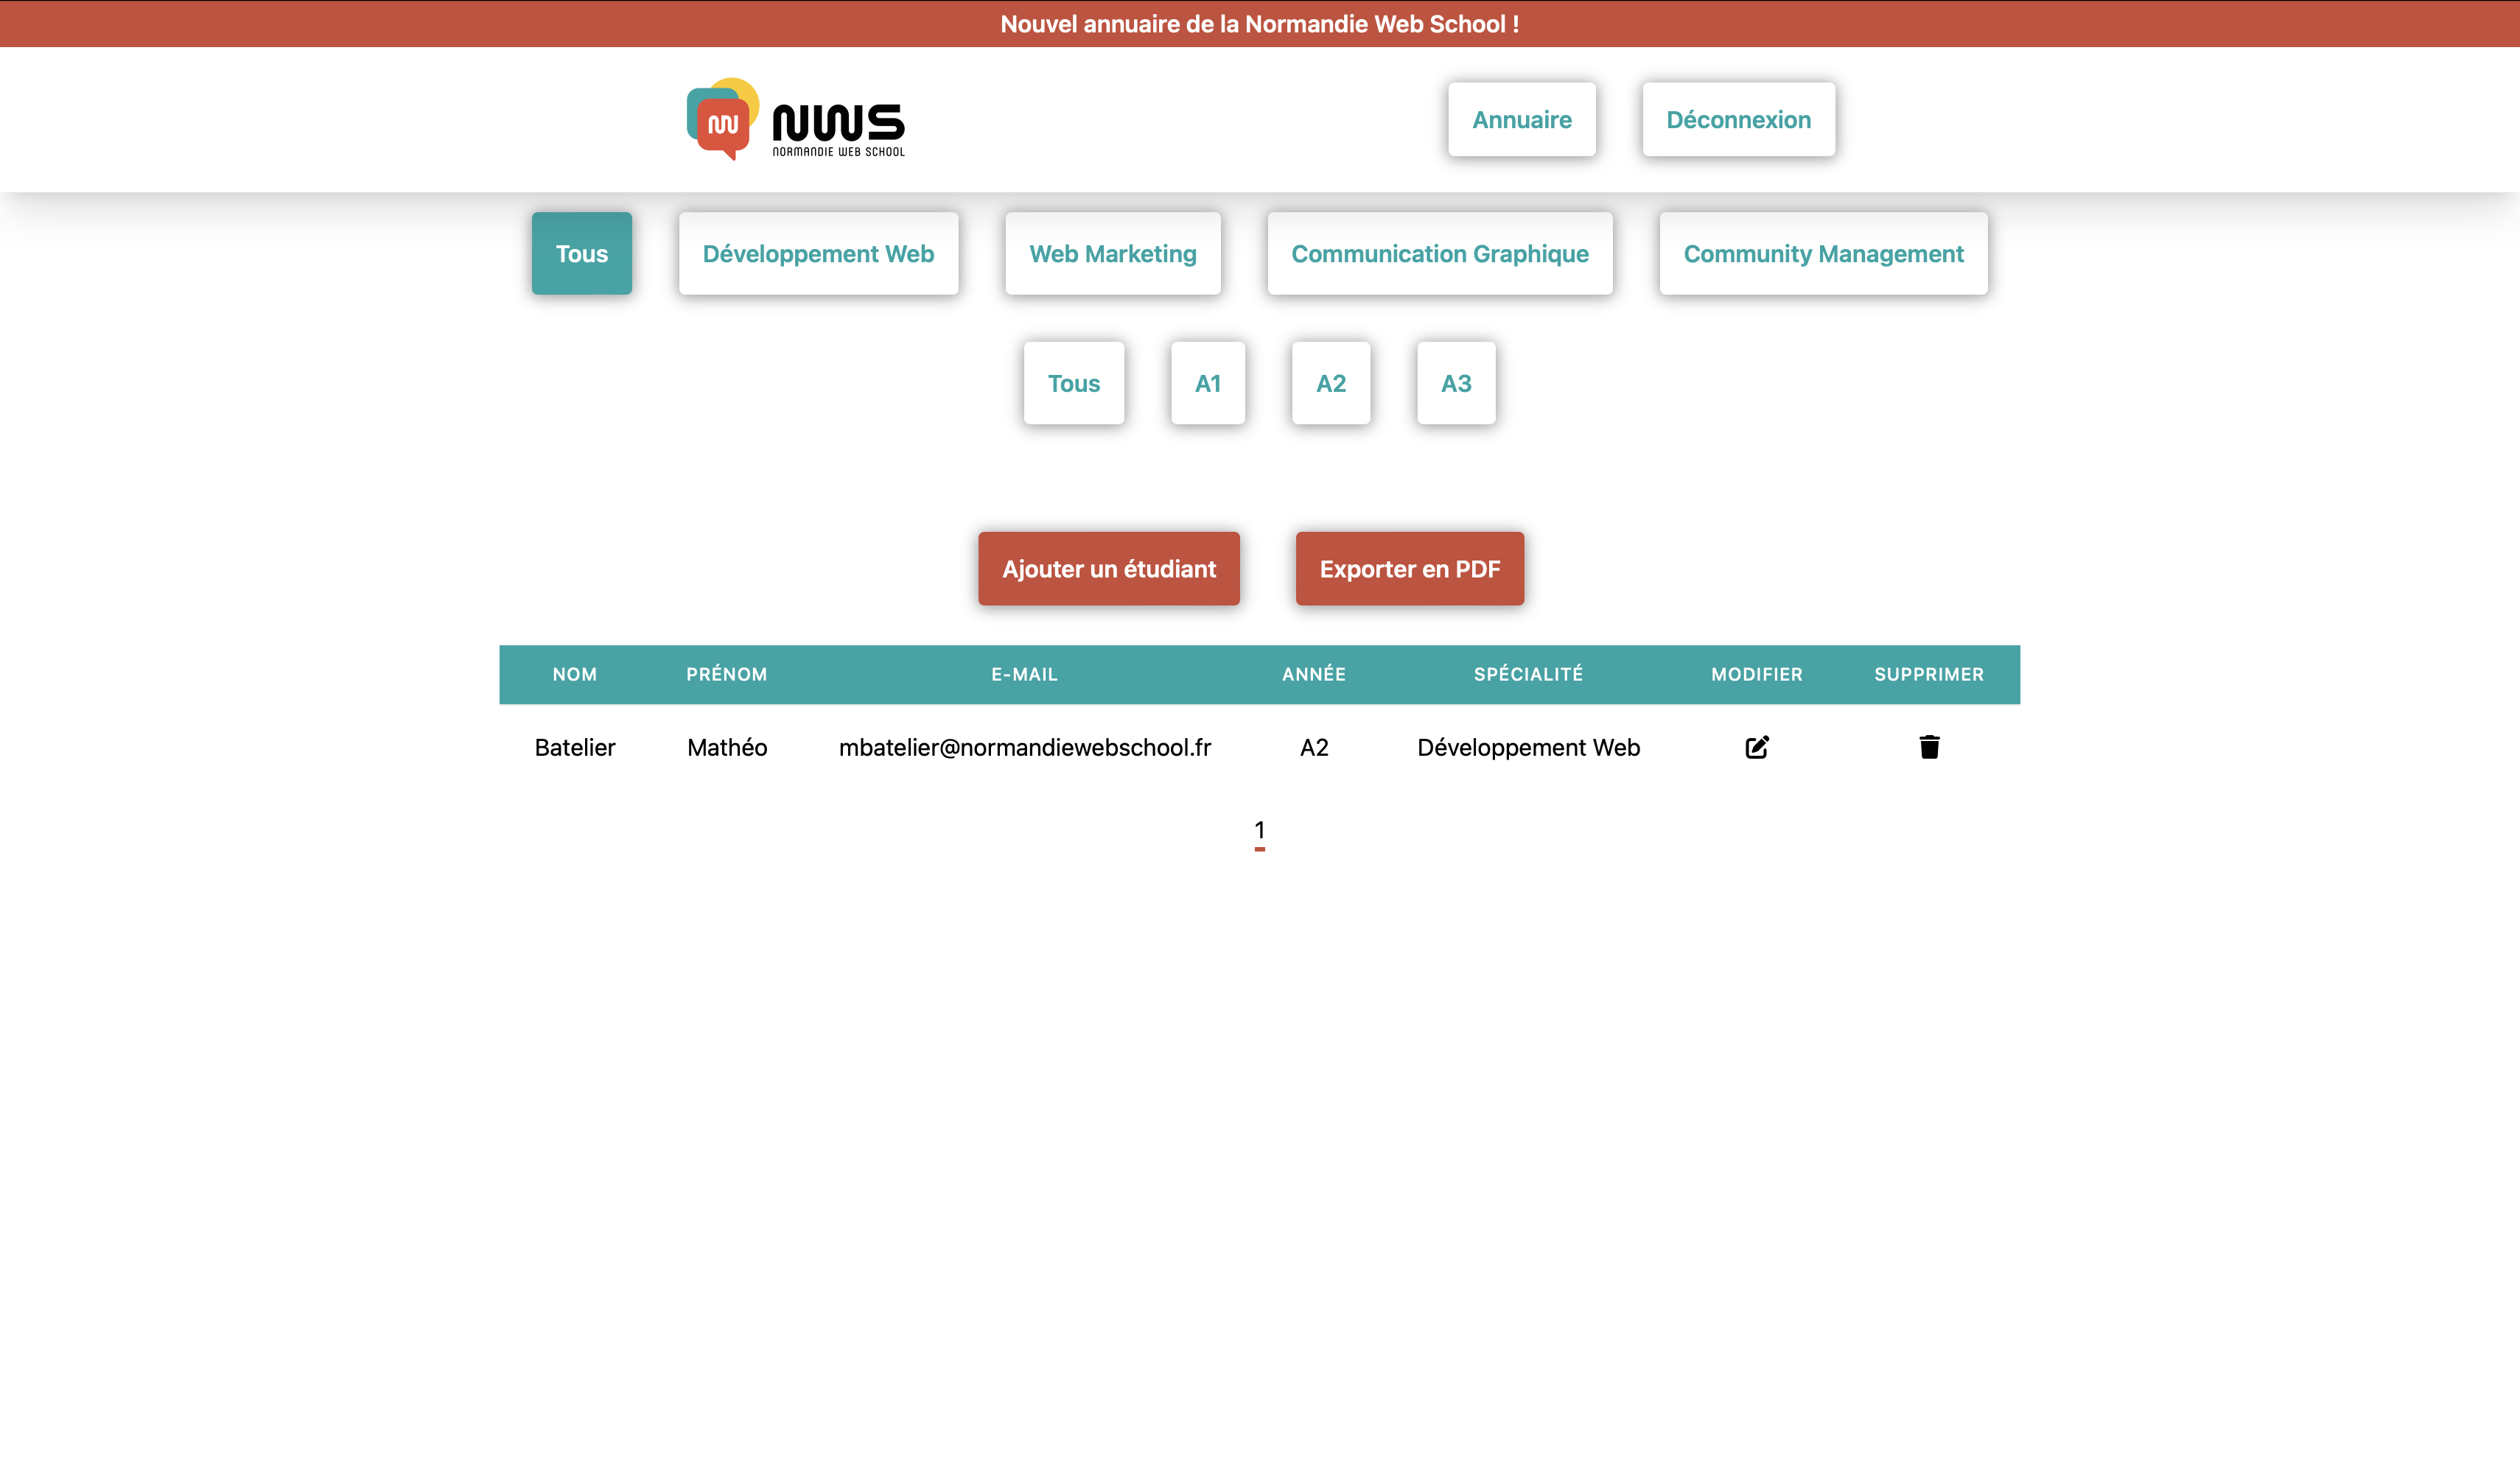 Nouvel annuaire de la Normandie Web School !
NWS
NORMANDIE WEB SCHOOL
Annuaire Déconnexion
Tous Développement Web Web Marketing Communication Graphique Community Management
Tous A1 A2 A3
Ajouter un étudiant Exporter en PDF
NOM PRÉNOM E-MAIL ANNÉE SPÉCIALITÉ MODIFIER SUPPRIMER
Batelier Mathéo mbatelier@normandiewebschool.fr A2 Développement Web
1